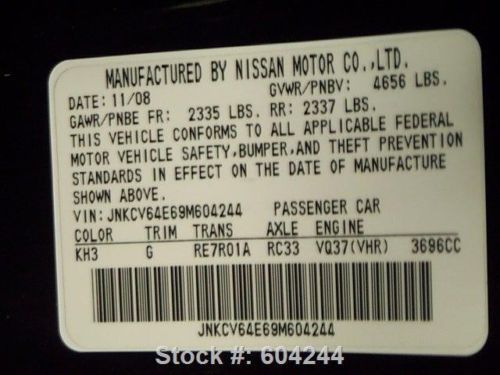 MANUFACTURED BY NISSAN MOTOR CO.,LTD.
DATE: 11/08 GVWR/PNBV: 4656 LBS.
GAWR/PNBE FR: 2335 LBS. RR: 2337 LBS.
THIS VEHICLE CONFORMS TO ALL APPLICABLE FEDERAL
MOTOR VEHICLE SAFETY,BUMPER,AND THEFT PREVENTION
STANDARDS IN EFFECT ON THE DATE OF MANUFACTURE
SHOWN ABOVE.
VIN: JNKCV64E69M604244 PASSENGER CAR
COLOR TRIM TRANS AXLE ENGINE
KH3 G RE7R01A RC33 VQ37(VHR) 3696CC
JNKCV64E69M604244
Stock #: 604244